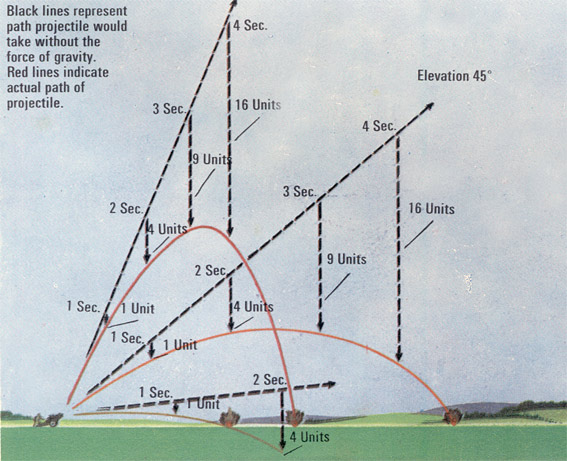 Black lines represent
path projectile would
take without the
force of gravity.
Red lines indicate
actual path of
projectile.
4 Sec.
Elevation 45°
3 Sec.
16 Units
4 Sec.
9 Units
3 Sec.
2 Sec.
16 Units
4 Units
9 Units
2 Sec.
1 Sec.
1 Unit
4 Units
1 Sec.
1 Unit
2 Sec.
1 Sec.
1 Unit
4 Units